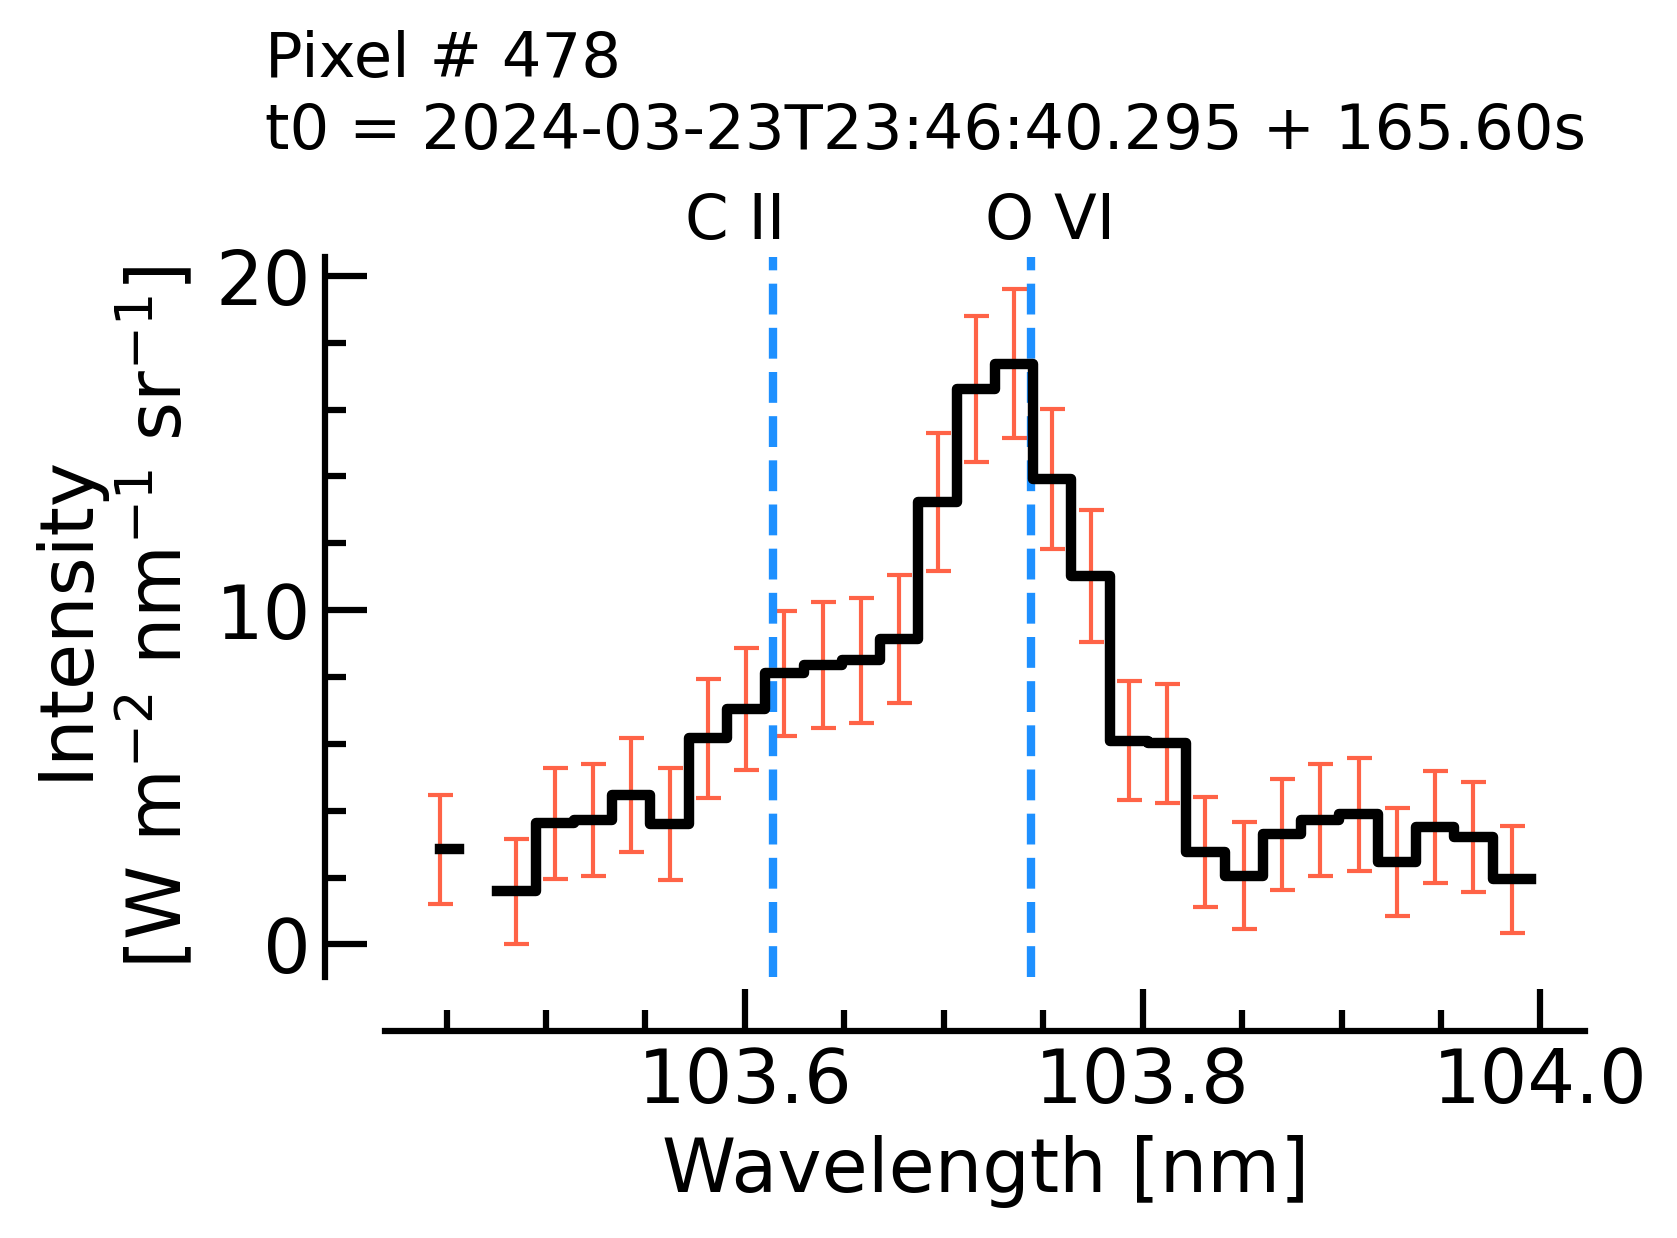 Pixel # 478
t0 = 2024-03-23T23:46:40.295 + 165.60s
C II
O VI
20
10
0
Intensity
[W m⁻² nm⁻¹ sr⁻¹]
103.6
103.8
104.0
Wavelength [nm]